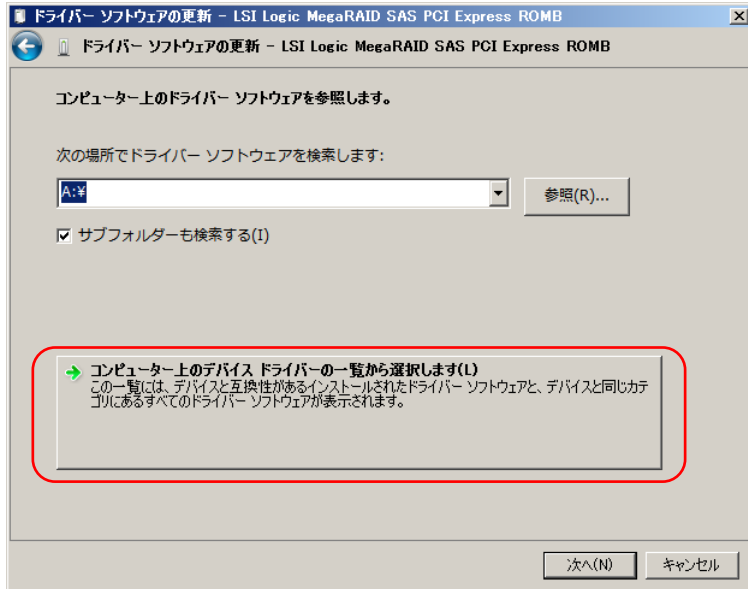 ドライバー ソフトウェアの更新 - LSI Logic MegaRAID SAS PCI Express ROMB
ドライバー ソフトウェアの更新 - LSI Logic MegaRAID SAS PCI Express ROMB
コンピューター上のドライバー ソフトウェアを参照します。
次の場所でドライバー ソフトウェアを検索します:
A:¥
参照(R)...
サブフォルダーも検索する(I)
コンピューター上のデバイス ドライバーの一覧から選択します(L)
この一覧には、デバイスと互換性があるインストールされたドライバー ソフトウェアと、デバイスと同じカテ
ゴリにあるすべてのドライバー ソフトウェアが表示されます。
次へ(N)
キャンセル